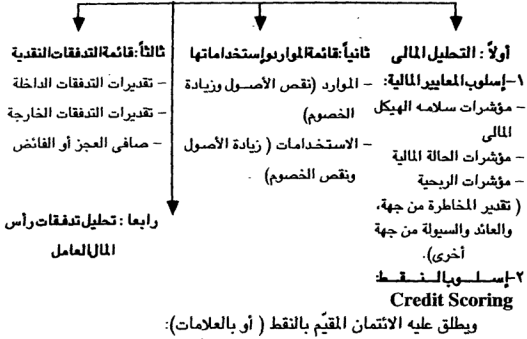 أولاً : التحليل المالى
١- إسلوب المعايير المالية:
– مؤشرات سلامه الهيكل
المالى
– مؤشرات الحالة المالية
– مؤشرات الربحية
( تقدير المخاطرة من جهة،
والعائد والسيولة من جهة
أخرى).
٢- إسلوب النقط:
Credit Scoring
ثانياً: قائمة الموارد وإستخداماتها
– الموارد (نقص الأصول وزيادة
الخصوم)
– الاستخدامات ( زيادة الأصول
ونقص الخصوم)
ثالثاً: قائمة التدفقات النقدية
– تقديرات التدفقات الداخلة
– تقديرات التدفقات الخارجة
– صافى العجز أو الفائض
رابعا : تحليل تدفقات رأس
المال العامل
ويطلق عليه الائتمان المقيّم بالنقط ( أو بالعلامات):